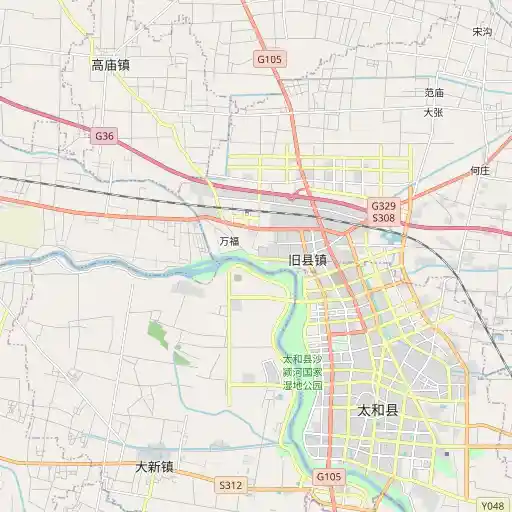 宋沟
G105
高庙镇
范庙
大张
G36
何庄
G329
S308
万福
旧县镇
太和县沙
颍河国家
湿地公园
太和县
大新镇
G105
S312
Y048